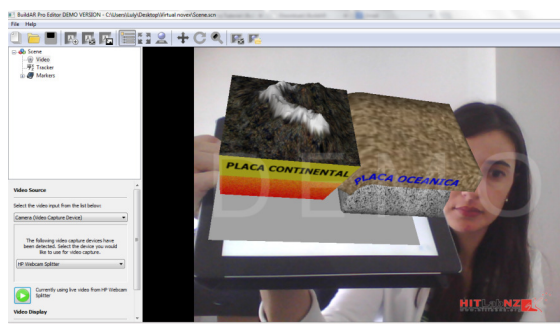 BuildAR Pro Editor DEMO VERSION - C:\Users\Luly\Desktop\Virtual novex\Scene.scn
File Help
Scene
Video
Tracker
Markers
PLACA CONTINENTAL
PLACA OCEANICA
DEMO
Video Source
Select the video input from the list below:
Camera (Video Capture Device)
The following video capture devices have
been detected. Select the device you would
like to use for video capture.
HP Webcam Splitter
Currently using live video from HP Webcam
Splitter
Video Display
HITLabNZ